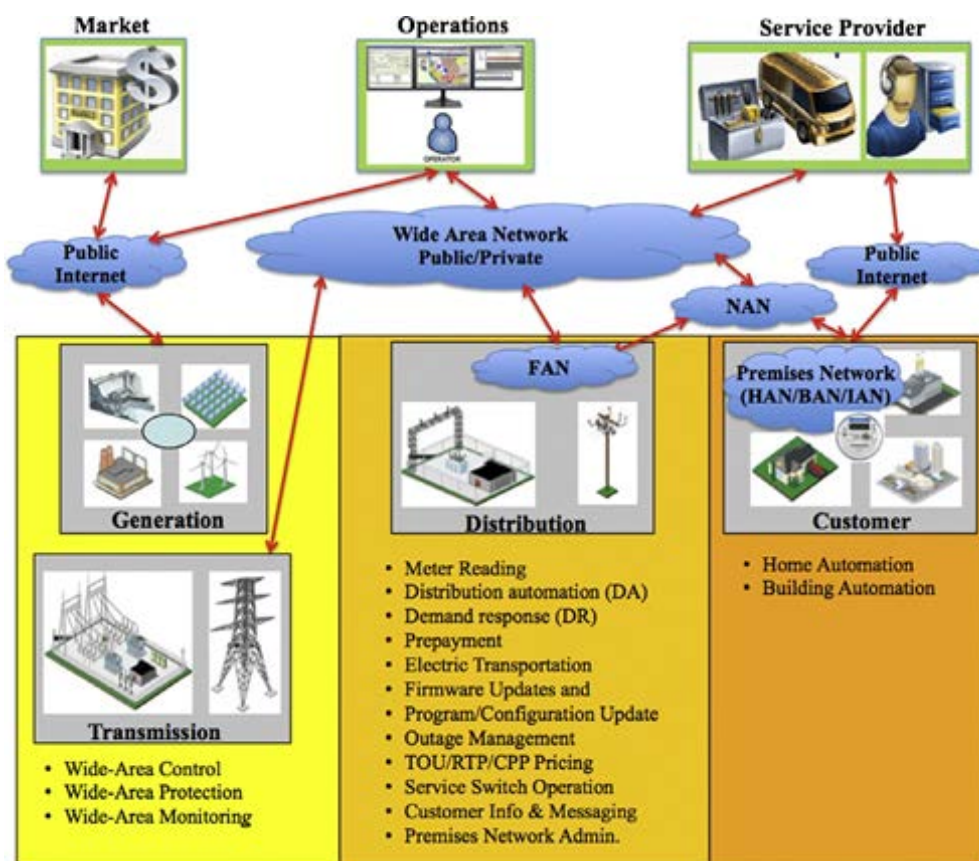 Market
Operations
Service Provider
$
OPERATOR
Public
Internet
Wide Area Network
Public/Private
Public
Internet
NAN
FAN
Premises Network
(HAN/BAN/IAN)
Generation
Distribution
Customer
Transmission
• Wide-Area Control
• Wide-Area Protection
• Wide-Area Monitoring
• Meter Reading
• Distribution automation (DA)
• Demand response (DR)
• Prepayment
• Electric Transportation
• Firmware Updates and
• Program/Configuration Update
• Outage Management
• TOU/RTP/CPP Pricing
• Service Switch Operation
• Customer Info & Messaging
• Premises Network Admin.
• Home Automation
• Building Automation